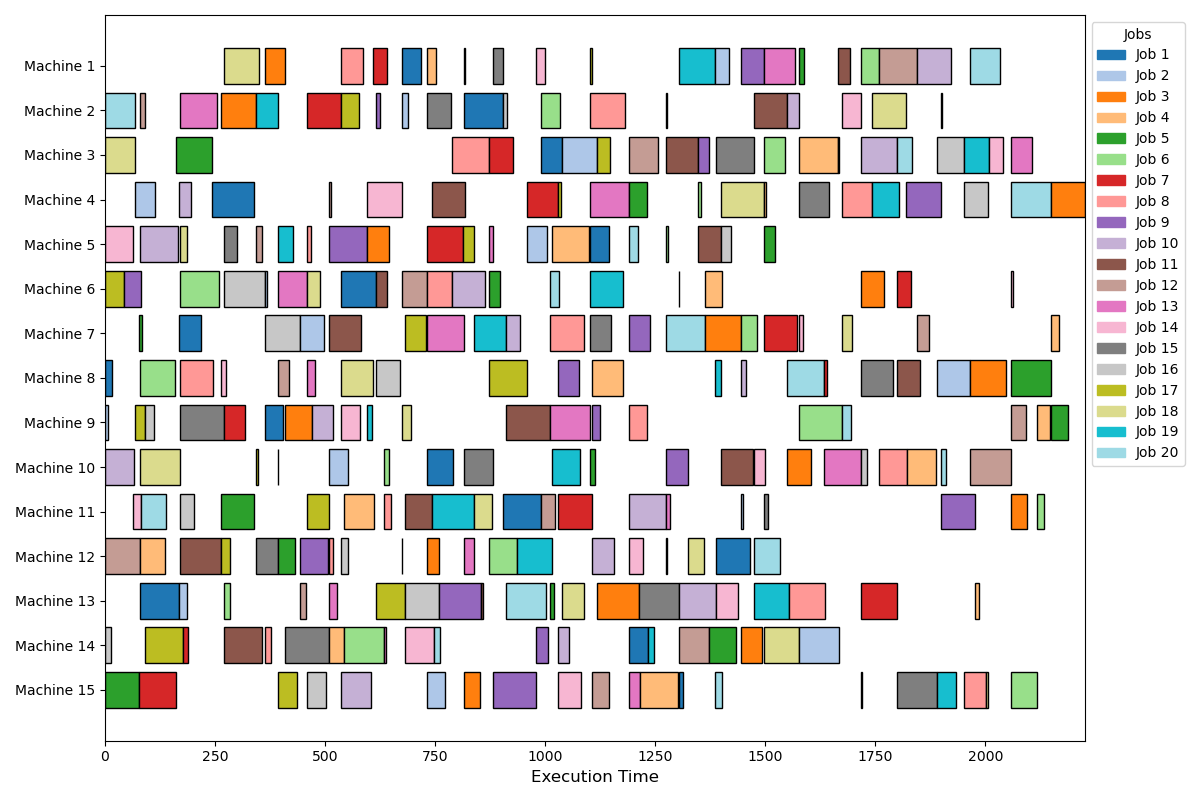 Machine 1
Machine 2
Machine 3
Machine 4
Machine 5
Machine 6
Machine 7
Machine 8
Machine 9
Machine 10
Machine 11
Machine 12
Machine 13
Machine 14
Machine 15
0 250 500 750 1000 1250 1500 1750 2000
Execution Time
Jobs
Job 1
Job 2
Job 3
Job 4
Job 5
Job 6
Job 7
Job 8
Job 9
Job 10
Job 11
Job 12
Job 13
Job 14
Job 15
Job 16
Job 17
Job 18
Job 19
Job 20